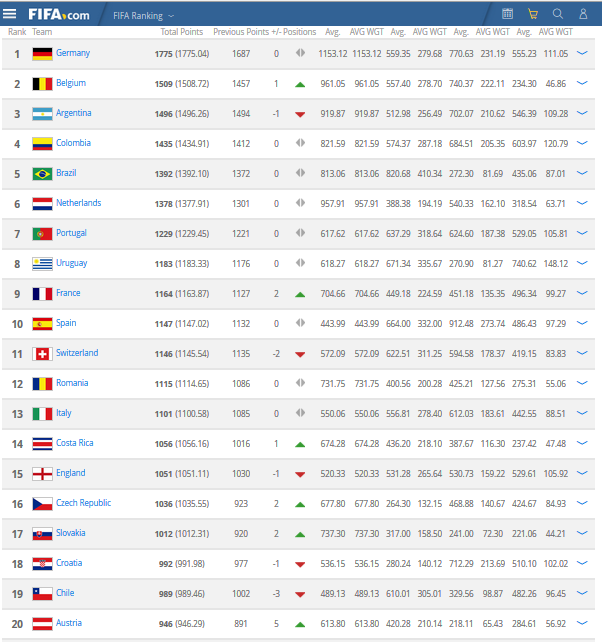 FIFA.com FIFA Ranking
Rank Team Total Points Previous Points +/- Positions Avg. AVG WGT Avg. AVG WGT Avg. AVG WGT Avg. AVG WGT
1 Germany 1775 (1775.04) 1687 0 1153.12 1153.12 559.35 279.68 770.63 231.19 555.23 111.05
2 Belgium 1509 (1508.72) 1457 1 961.05 961.05 557.40 278.70 740.37 222.11 234.30 46.86
3 Argentina 1496 (1496.26) 1494 -1 919.87 919.87 512.98 256.49 702.07 210.62 546.39 109.28
4 Colombia 1435 (1434.91) 1412 0 821.59 821.59 574.37 287.18 684.51 205.35 603.97 120.79
5 Brazil 1392 (1392.10) 1372 0 813.06 813.06 820.68 410.34 272.30 81.69 435.06 87.01
6 Netherlands 1378 (1377.91) 1301 0 957.91 957.91 388.38 194.19 540.33 162.10 318.54 63.71
7 Portugal 1229 (1229.45) 1221 0 617.62 617.62 637.29 318.64 624.60 187.38 529.05 105.81
8 Uruguay 1183 (1183.33) 1176 0 618.27 618.27 671.34 335.67 270.90 81.27 740.62 148.12
9 France 1164 (1163.87) 1127 2 704.66 704.66 449.18 224.59 451.18 135.35 496.34 99.27
10 Spain 1147 (1147.02) 1132 0 443.99 443.99 664.00 332.00 912.48 273.74 486.43 97.29
11 Switzerland 1146 (1145.54) 1135 -2 572.09 572.09 622.51 311.25 594.58 178.37 419.15 83.83
12 Romania 1115 (1114.65) 1086 0 731.75 731.75 400.56 200.28 425.21 127.56 275.31 55.06
13 Italy 1101 (1100.58) 1085 0 550.06 550.06 556.81 278.40 612.03 183.61 442.55 88.51
14 Costa Rica 1056 (1056.16) 1016 1 674.28 674.28 436.20 218.10 387.67 116.30 237.42 47.48
15 England 1051 (1051.11) 1030 -1 520.33 520.33 531.28 265.64 530.73 159.22 529.61 105.92
16 Czech Republic 1036 (1035.55) 923 2 677.80 677.80 264.30 132.15 468.88 140.67 424.67 84.93
17 Slovakia 1012 (1012.31) 920 2 737.30 737.30 317.00 158.50 241.00 72.30 221.06 44.21
18 Croatia 992 (991.98) 977 -1 536.15 536.15 280.24 140.12 712.29 213.69 510.10 102.02
19 Chile 989 (989.46) 1002 -3 489.13 489.13 610.01 305.01 329.56 98.87 482.26 96.45
20 Austria 946 (946.29) 891 5 613.80 613.80 420.28 210.14 218.11 65.43 284.61 56.92